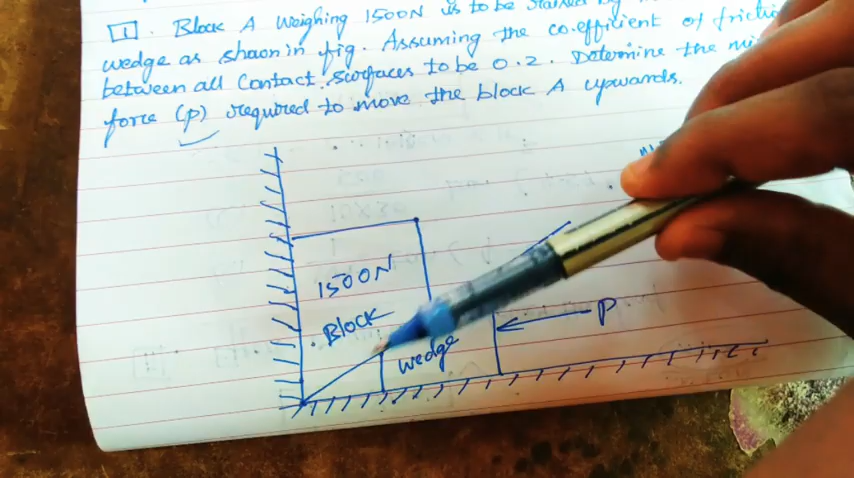 1. Block A Weighing 1500N is to be
wedge as shown in fig. Assuming the co.efficient of
between all Contact surfaces to be 0.2. Determine the
force (p) required to move the block A upwards.
1500N
Block
wedge
P